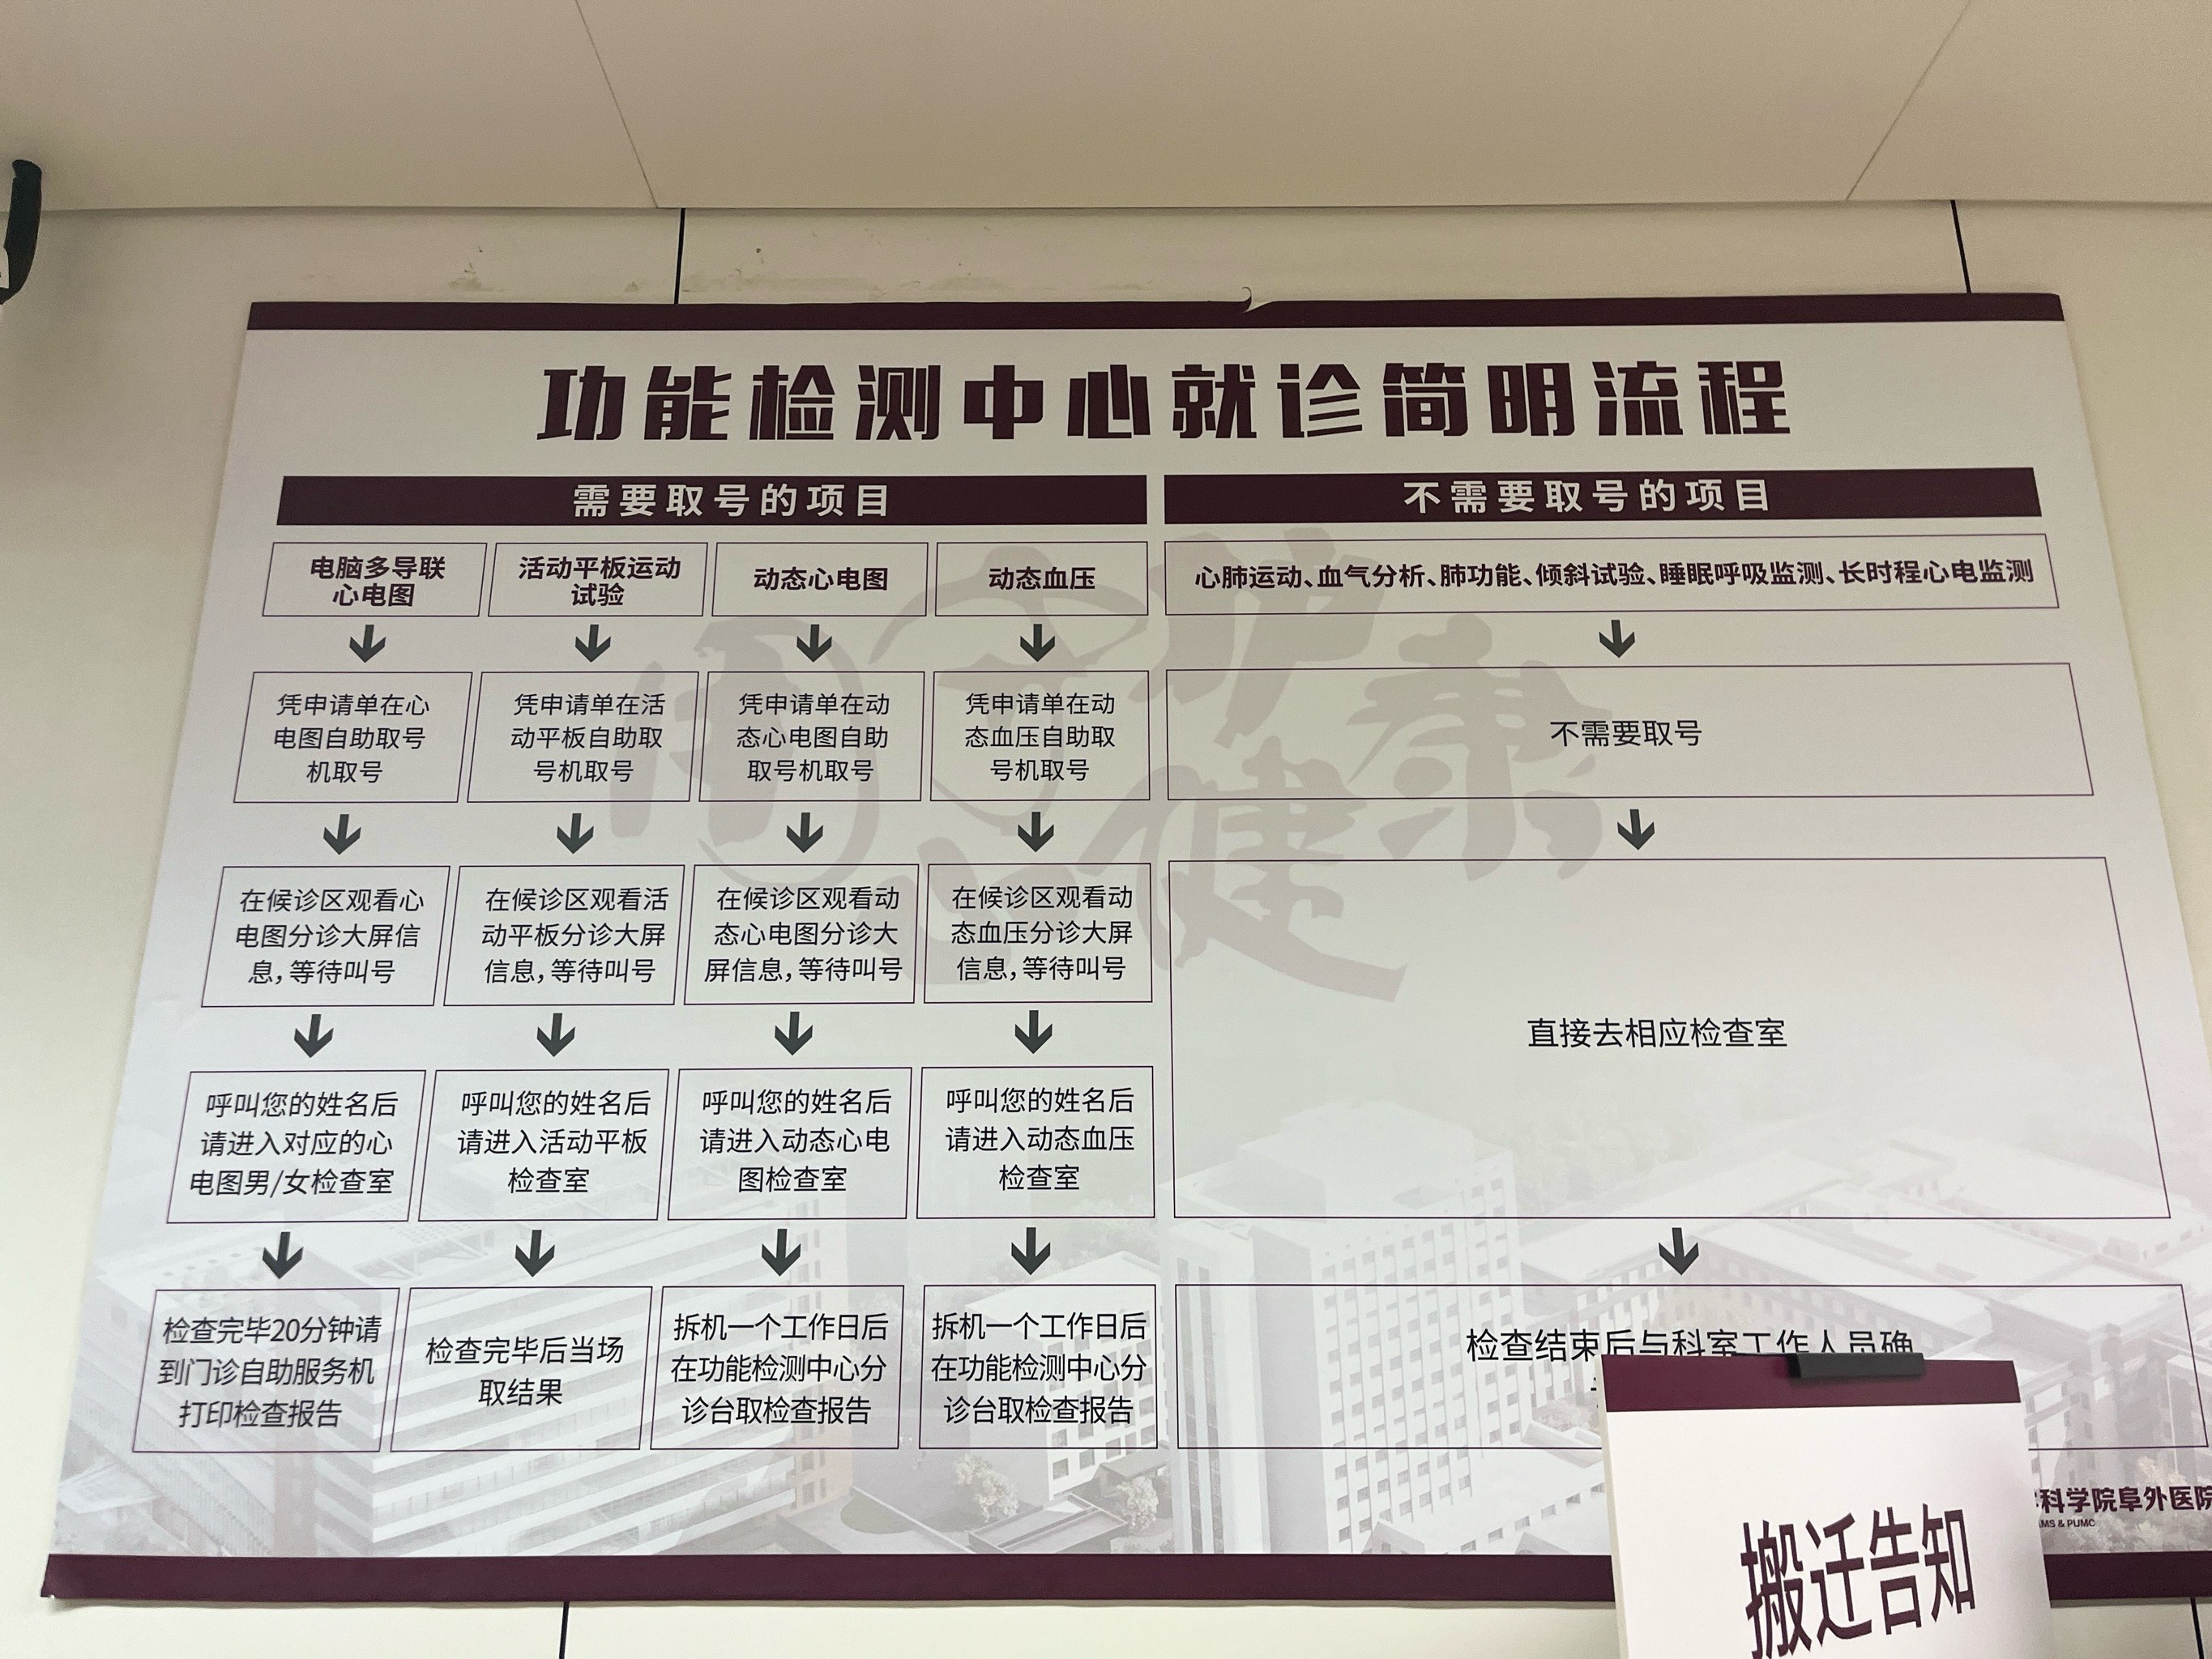 功能检测中心就诊简明流程
需要取号的项目
电脑多导联
心电图
凭申请单在心
电图自助取号
机取号
在候诊区观看心
电图分诊大屏信
息，等待叫号
呼叫您的姓名后
请进入对应的心
电图男/女检查室
检查完毕20分钟请
到门诊自助服务机
打印检查报告
活动平板运动
试验
凭申请单在活
动平板自助取
号机取号
在候诊区观看活
动平板分诊大屏
信息，等待叫号
呼叫您的姓名后
请进入活动平板
检查室
检查完毕后当场
取结果
动态心电图
凭申请单在动
态心电图自助
取号机取号
在候诊区观看动
态心电图分诊大
屏信息，等待叫号
呼叫您的姓名后
请进入动态心电
图检查室
拆机一个工作日后
在功能检测中心分
诊台取检查报告
动态血压
凭申请单在动
态血压自助取
号机取号
在候诊区观看动
态血压分诊大屏
信息，等待叫号
呼叫您的姓名后
请进入动态血压
检查室
拆机一个工作日后
在功能检测中心分
诊台取检查报告
不需要取号的项目
心肺运动、血气分析、肺功能、倾斜试验、睡眠呼吸监测、长时程心电监测
不需要取号
直接去相应检查室
检查结束后与科室工作人员确
科学院阜外医院
MS & PUMC
搬迁告知